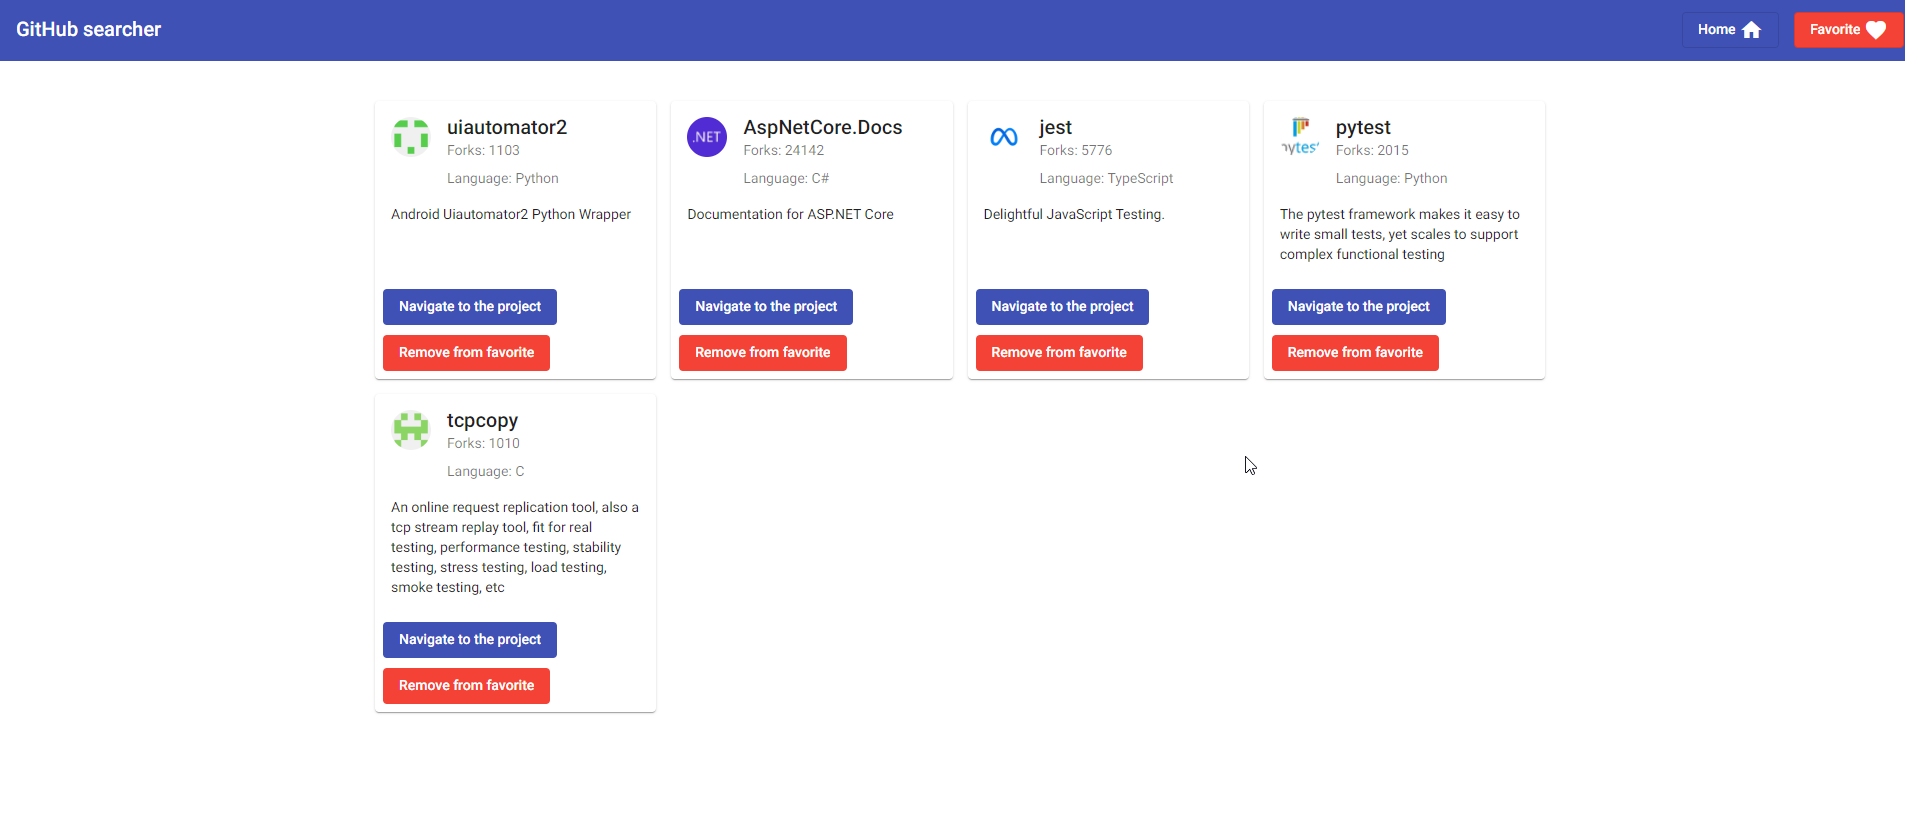 GitHub searcher
Home
Favorite
uiautomator2
Forks: 1103
Language: Python
Android Uiautomator2 Python Wrapper
Navigate to the project
Remove from favorite
.NET
AspNetCore.Docs
Forks: 24142
Language: C#
Documentation for ASP.NET Core
Navigate to the project
Remove from favorite
jest
Forks: 5776
Language: TypeScript
Delightful JavaScript Testing.
Navigate to the project
Remove from favorite
pytest
Forks: 2015
Language: Python
The pytest framework makes it easy to
write small tests, yet scales to support
complex functional testing
Navigate to the project
Remove from favorite
tcpcopy
Forks: 1010
Language: C
An online request replication tool, also a
tcp stream replay tool, fit for real
testing, performance testing, stability
testing, stress testing, load testing,
smoke testing, etc
Navigate to the project
Remove from favorite